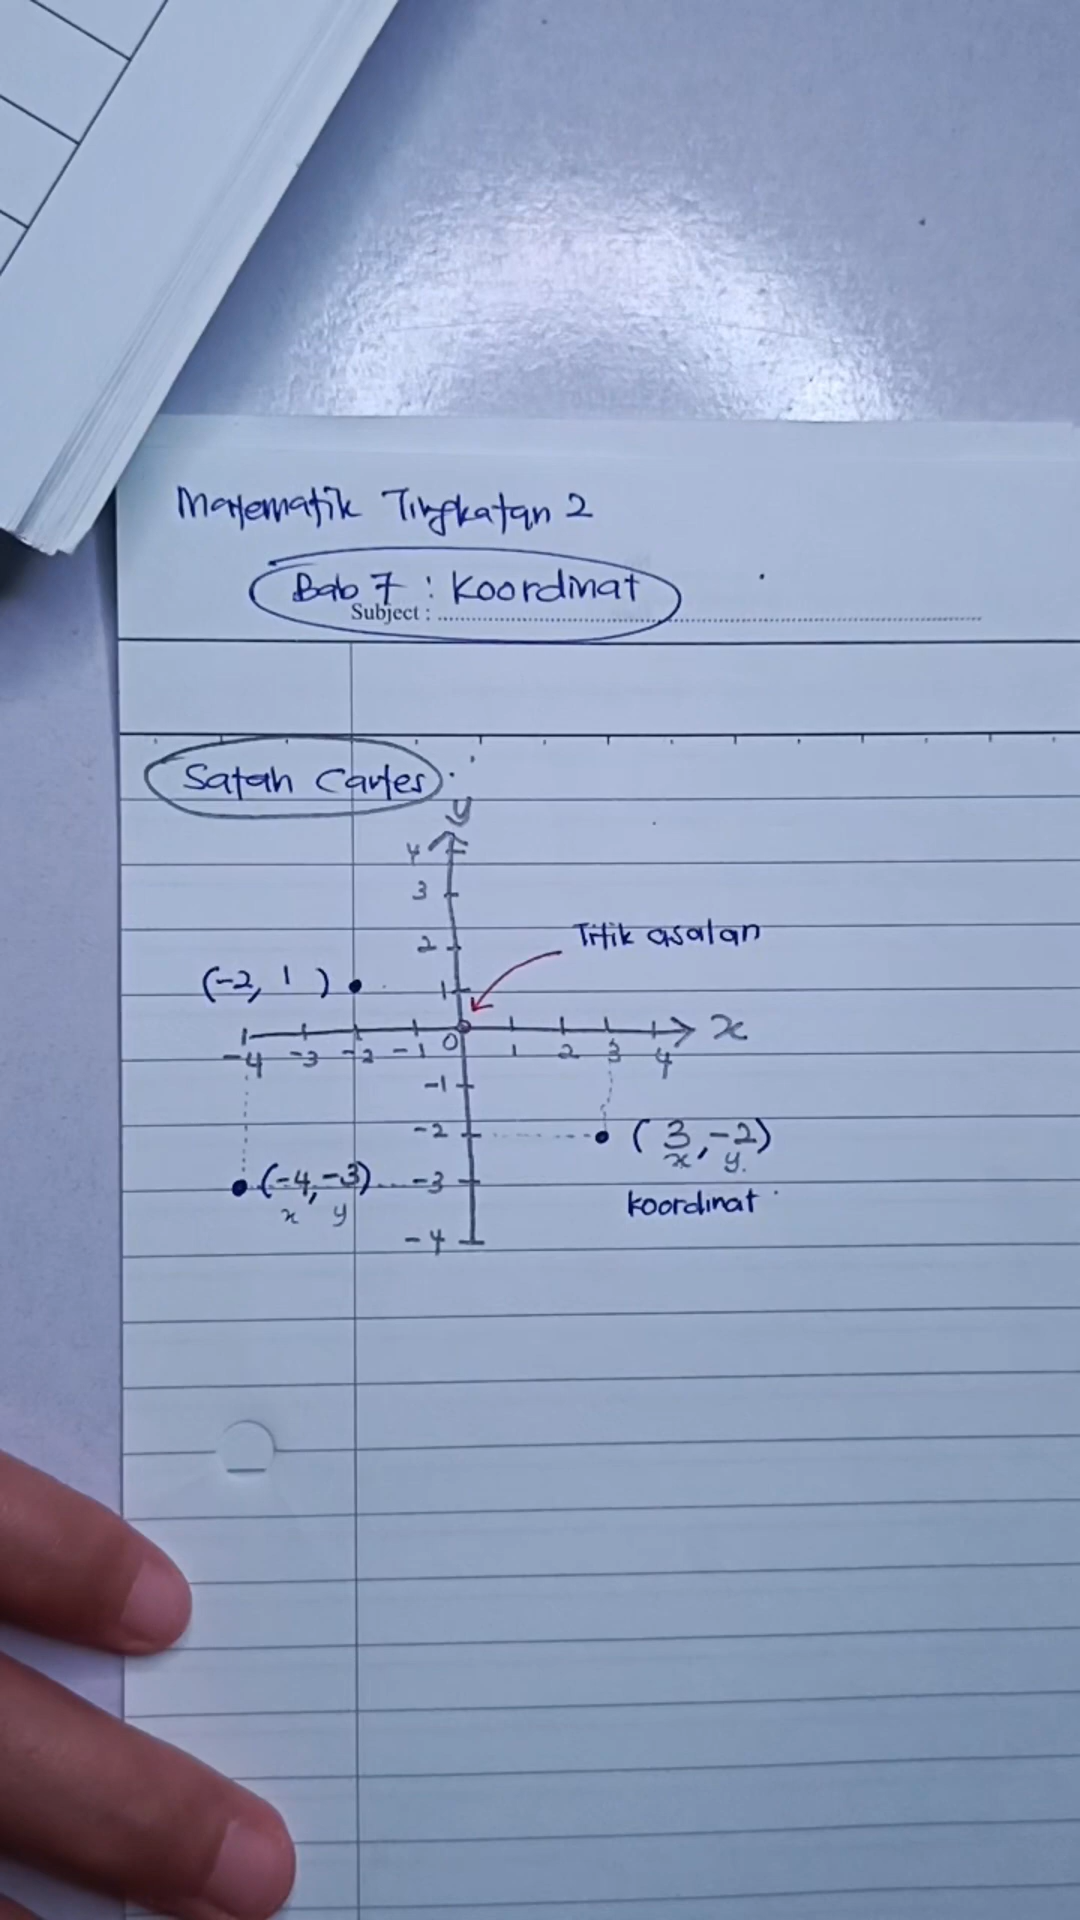 Matematik Tingkatan 2
Bab 7 : Koordinat
Subject :
Satah Cartes
y
4
3
2
Titik asalan
(-2, 1 )
1
x
-4 -3 -2 -1 0 1 2 3 4
-1
-2
(3, -2)
x y
(-4, -3)
-3
x y
koordinat
-4